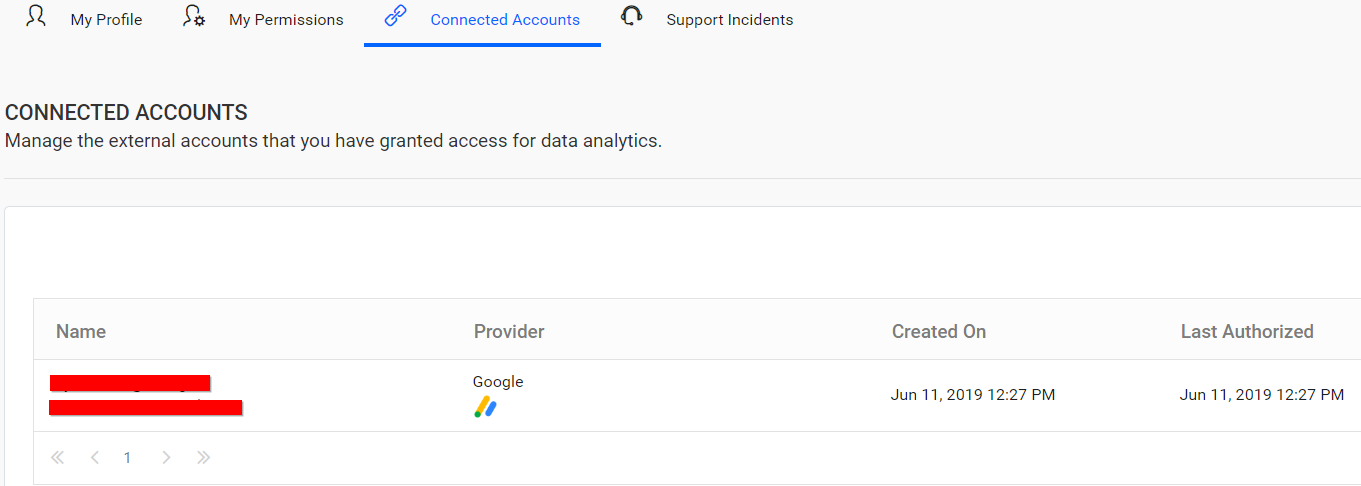 My Profile My Permissions Connected Accounts Support Incidents
CONNECTED ACCOUNTS
Manage the external accounts that you have granted access for data analytics.
Name Provider Created On Last Authorized
Google
Jun 11, 2019 12:27 PM Jun 11, 2019 12:27 PM
1